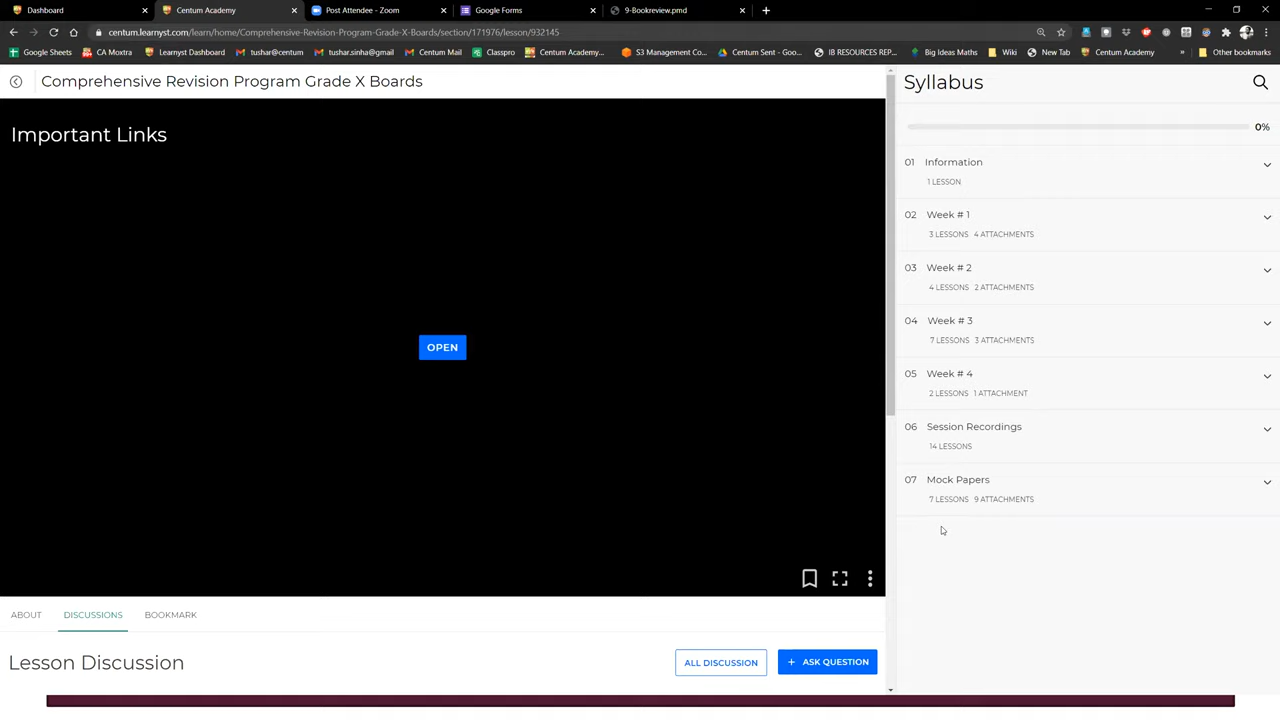 Dashboard
Centum Academy
Post Attendee - Zoom
Google Forms
9-Bookreview.pmd
centum.learnyst.com/learn/home/Comprehensive-Revision-Program-Grade-X-Boards/section/171976/lesson/932145
Google Sheets
CA Moxtra
Learnyst Dashboard
tushar@centum
tushar.sinha@gmail
Centum Mail
Classpro
Centum Academy...
S3 Management Co...
Centum Sent - Goo...
IB RESOURCES REP...
Big Ideas Maths
Wiki
New Tab
Centum Academy
Other bookmarks
Comprehensive Revision Program Grade X Boards
Important Links
OPEN
ABOUT
DISCUSSIONS
BOOKMARK
Lesson Discussion
ALL DISCUSSION
+ ASK QUESTION
Syllabus
0%
01 Information
1 LESSON
02 Week # 1
3 LESSONS 4 ATTACHMENTS
03 Week # 2
4 LESSONS 2 ATTACHMENTS
04 Week # 3
7 LESSONS 3 ATTACHMENTS
05 Week # 4
2 LESSONS 1 ATTACHMENT
06 Session Recordings
14 LESSONS
07 Mock Papers
7 LESSONS 9 ATTACHMENTS